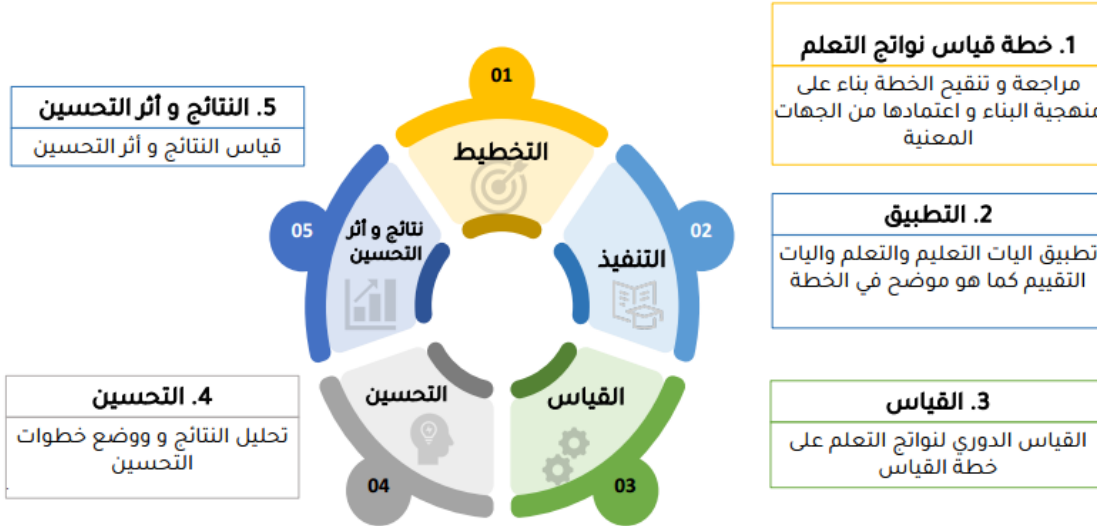 1. خطة قياس نواتج التعلم
مراجعة و تنقيح الخطة بناء على
منهجية البناء و اعتمادها من الجهات
المعنية
2. التطبيق
تطبيق اليات التعليم والتعلم واليات
التقييم كما هو موضح في الخطة
3. القياس
القياس الدوري لنواتج التعلم على
خطة القياس
4. التحسين
تحليل النتائج و ووضع خطوات
التحسين
.
5. النتائج و أثر التحسين
قياس النتائج و أثر التحسين
01
التخطيط
02
التنفيذ
03
القياس
04
التحسين
05
نتائج و أثر
التحسين